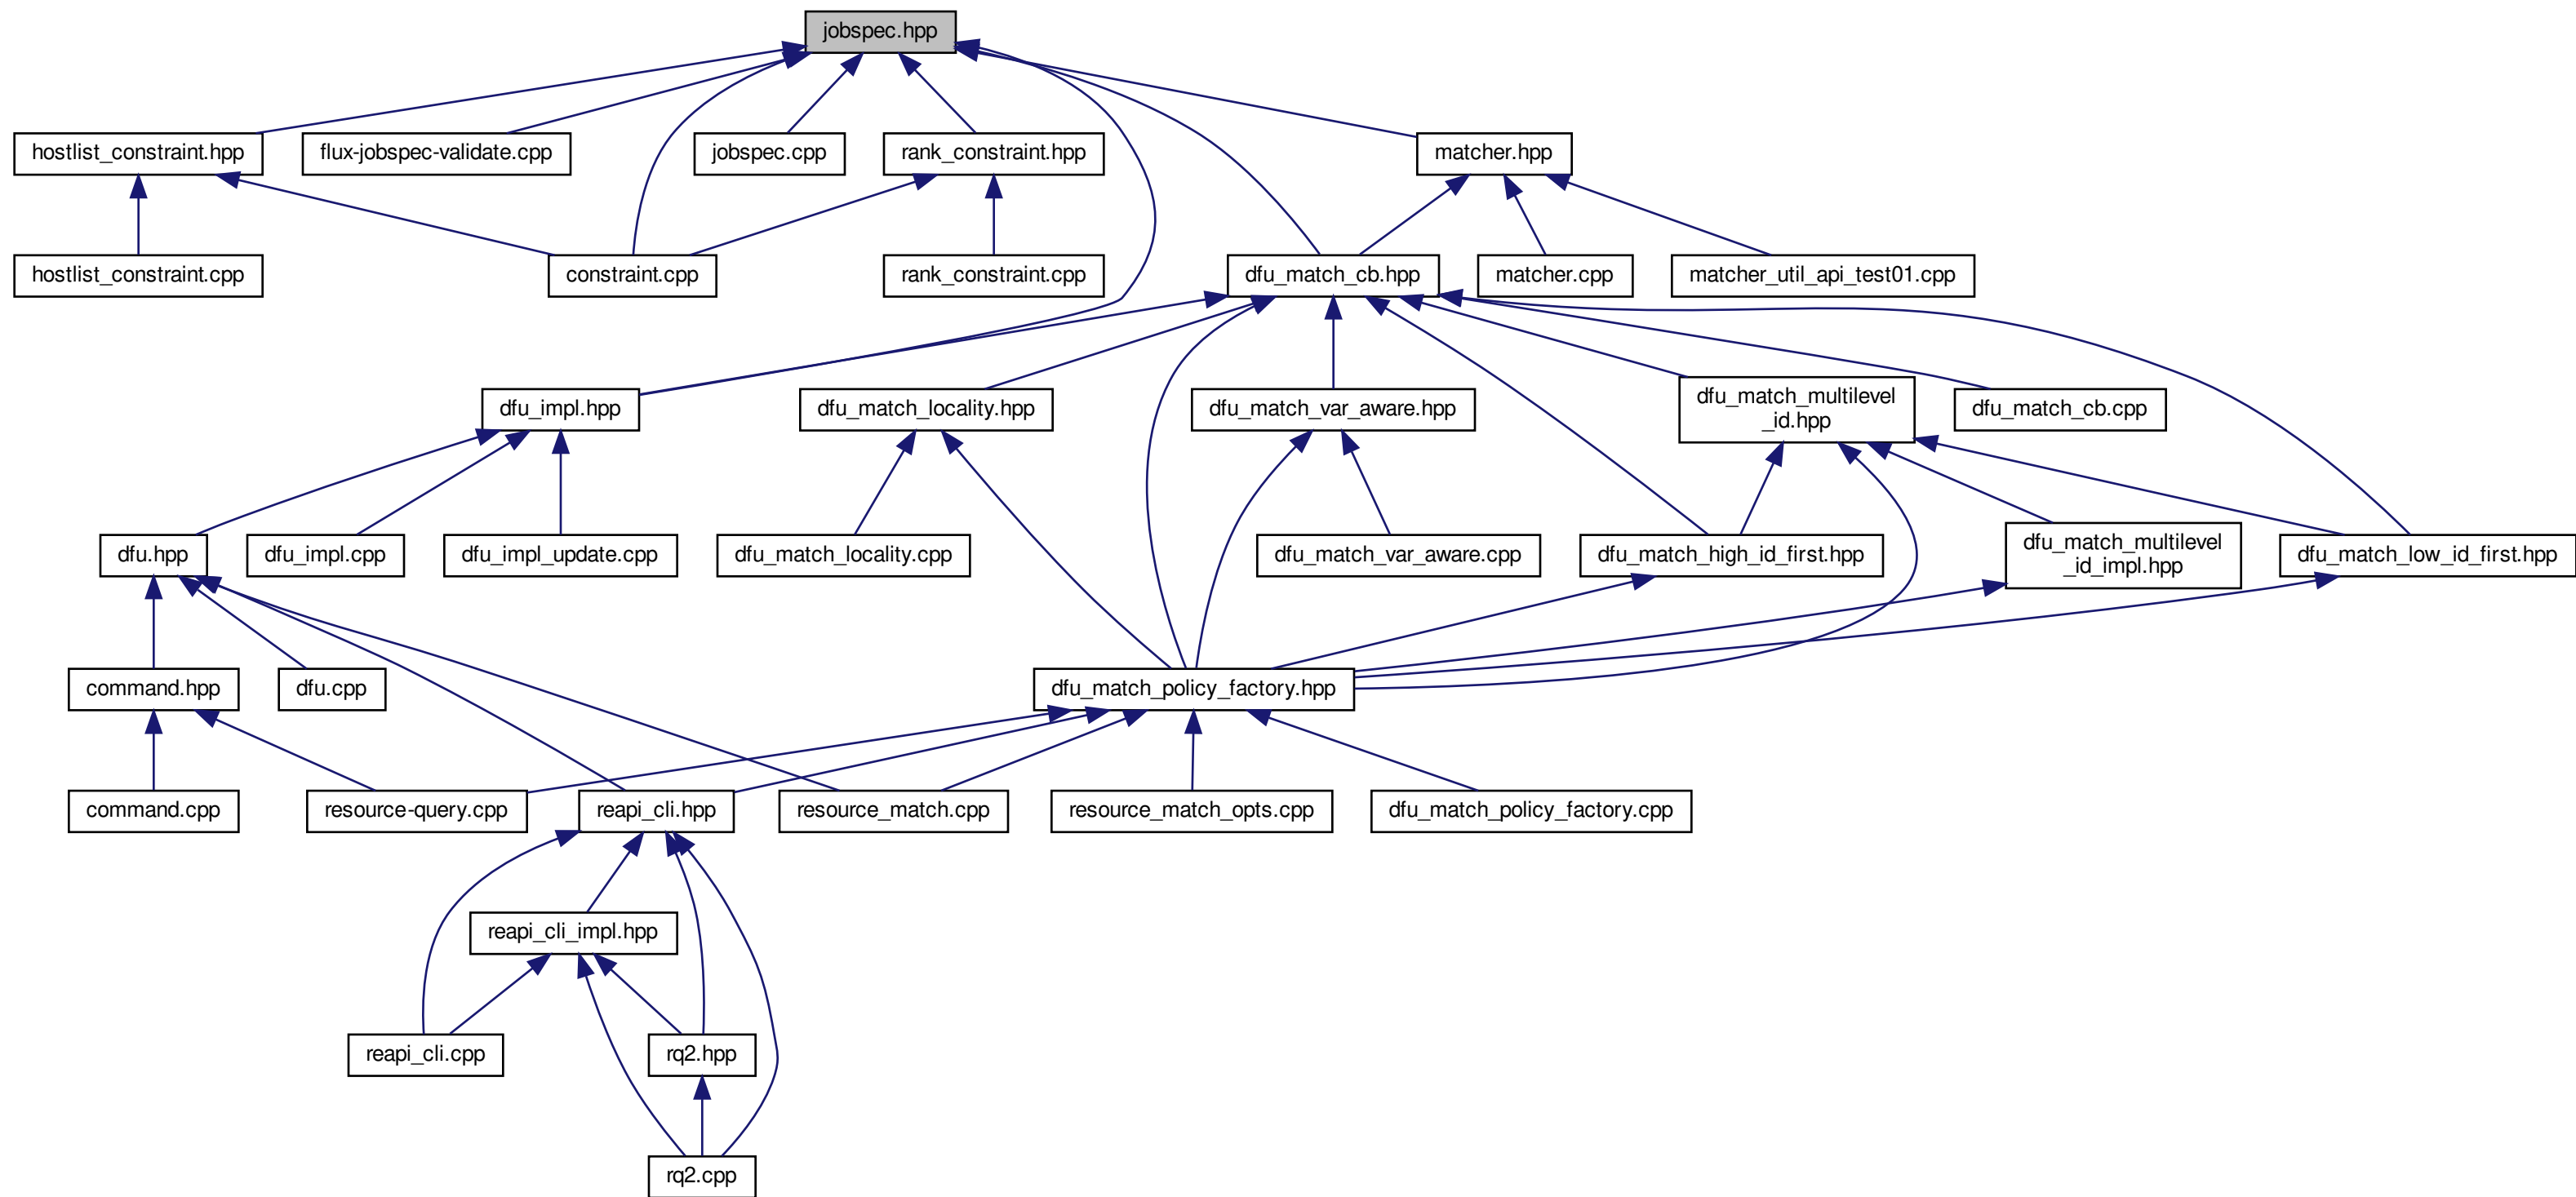 jobspec.hpp
hostlist_constraint.hpp
flux-jobspec-validate.cpp
jobspec.cpp
rank_constraint.hpp
matcher.hpp
hostlist_constraint.cpp
constraint.cpp
rank_constraint.cpp
dfu_match_cb.hpp
matcher.cpp
matcher_util_api_test01.cpp
dfu_impl.hpp
dfu_match_locality.hpp
dfu_match_var_aware.hpp
dfu_match_multilevel
_id.hpp
dfu_match_cb.cpp
dfu.hpp
dfu_impl.cpp
dfu_impl_update.cpp
dfu_match_locality.cpp
dfu_match_var_aware.cpp
dfu_match_high_id_first.hpp
dfu_match_multilevel
_id_impl.hpp
dfu_match_low_id_first.hpp
command.hpp
dfu.cpp
dfu_match_policy_factory.hpp
command.cpp
resource-query.cpp
reapi_cli.hpp
resource_match.cpp
resource_match_opts.cpp
dfu_match_policy_factory.cpp
reapi_cli_impl.hpp
reapi_cli.cpp
rq2.hpp
rq2.cpp